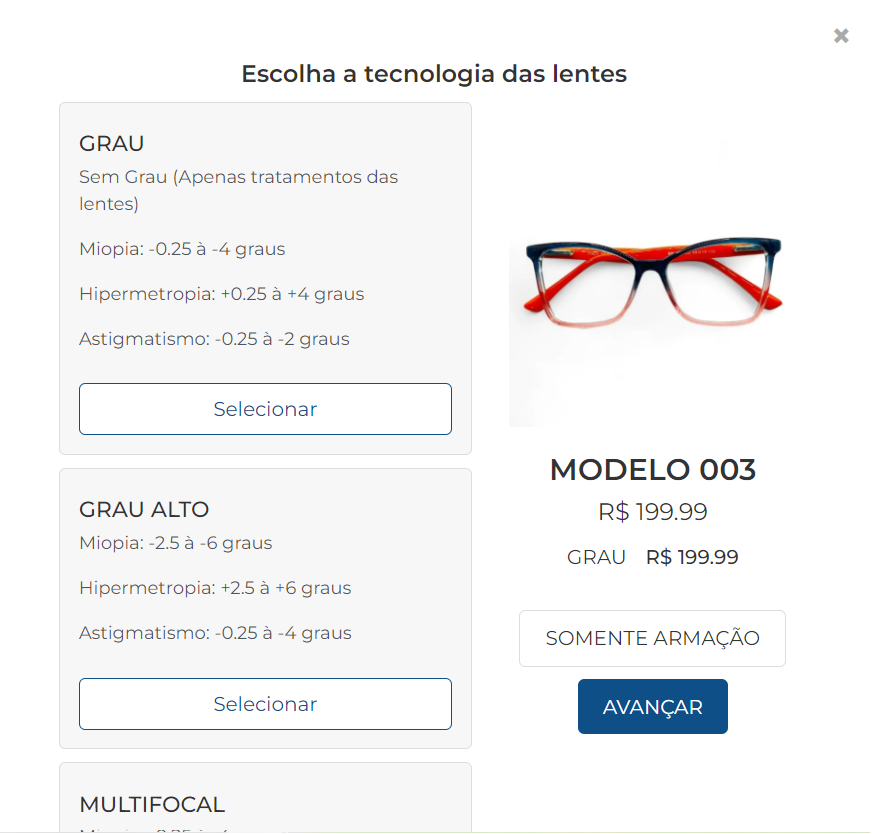 Escolha a tecnologia das lentes
GRAU
Sem Grau (Apenas tratamentos das
lentes)
Miopia: -0.25 à -4 graus
Hipermetropia: +0.25 à +4 graus
Astigmatismo: -0.25 à -2 graus
Selecionar
GRAU ALTO
Miopia: -2.5 à -6 graus
Hipermetropia: +2.5 à +6 graus
Astigmatismo: -0.25 à -4 graus
Selecionar
MULTIFOCAL
MODELO 003
R$ 199.99
GRAU R$ 199.99
SOMENTE ARMAÇÃO
AVANÇAR